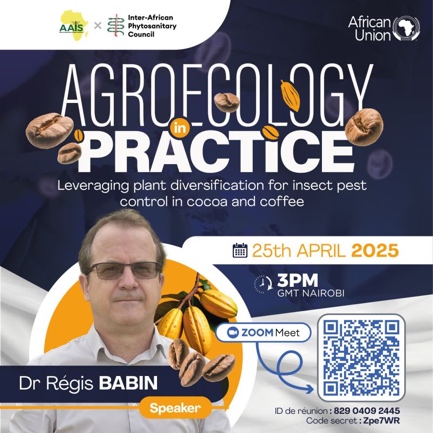 AAIS
×
Inter-African
Phytosanitary
Council
African
Union
AGROECOLOGY
in
PRACTICE
Leveraging plant diversification for insect pest
control in cocoa and coffee
25th APRIL 2025
3PM
GMT NAIROBI
ZOOM Meet
Dr Régis BABIN
Speaker
ID de réunion : 829 0409 2445
Code secret : Zpe7WR